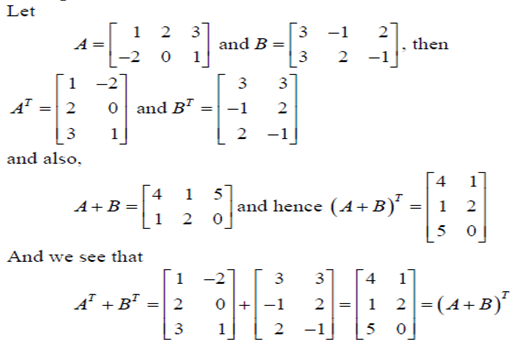 Let
A = [1 2 3; -2 0 1] and B = [3 -1 2; 3 2 -1], then
A^T = [1 -2; 2 0; 3 1] and B^T = [3 3; -1 2; 2 -1]
and also,
A + B = [4 1 5; 1 2 0] and hence (A + B)^T = [4 1; 1 2; 5 0]
And we see that
A^T + B^T = [1 -2; 2 0; 3 1] + [3 3; -1 2; 2 -1] = [4 1; 1 2; 5 0] = (A + B)^T